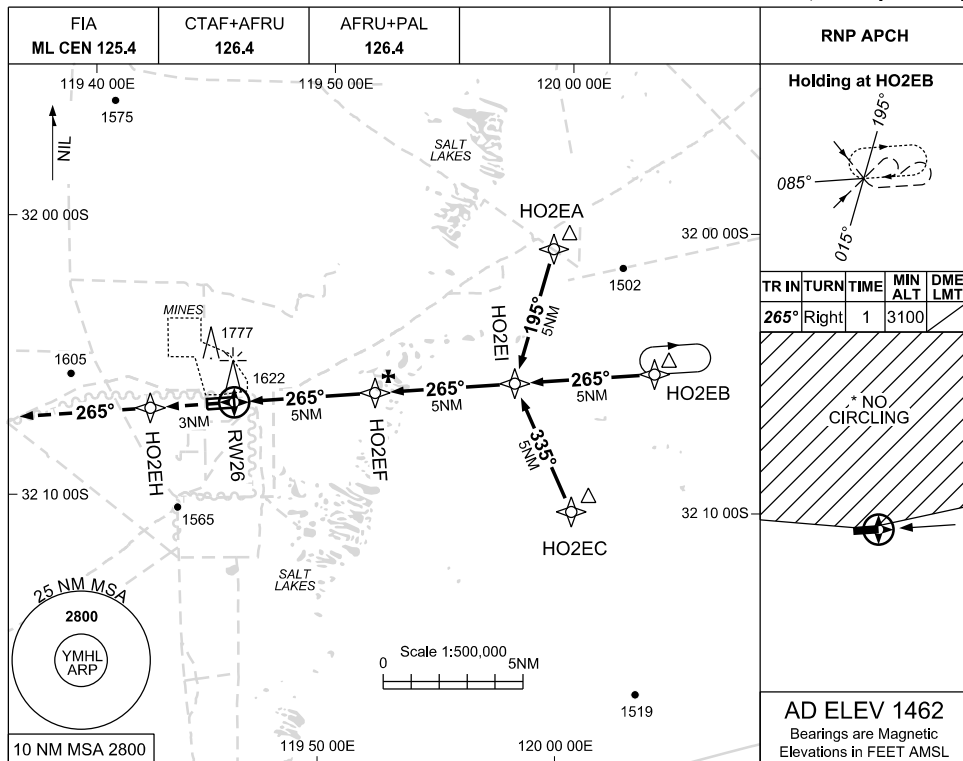 FIA
ML CEN 125.4
CTAF+AFRU
126.4
AFRU+PAL
126.4
RNP APCH
119 40 00E
119 50 00E
120 00 00E
1575
NIL
SALT
LAKES
32 00 00S
HO2EA
32 00 00S
1502
195°
5NM
HO2EI
MINES
1777
1605
1622
265°
HO2EH
3NM
RW26
265°
5NM
HO2EF
265°
5NM
265°
5NM
HO2EB
335°
5NM
32 10 00S
32 10 00S
1565
HO2EC
SALT
LAKES
25 NM MSA
2800
YMHL
ARP
10 NM MSA 2800
Scale 1:500,000
0
5NM
1519
119 50 00E
120 00 00E
Holding at HO2EB
195°
085°
015°
TR IN TURN TIME MIN ALT DME LMT
265° Right 1 3100
* NO
CIRCLING
AD ELEV 1462
Bearings are Magnetic
Elevations in FEET AMSL